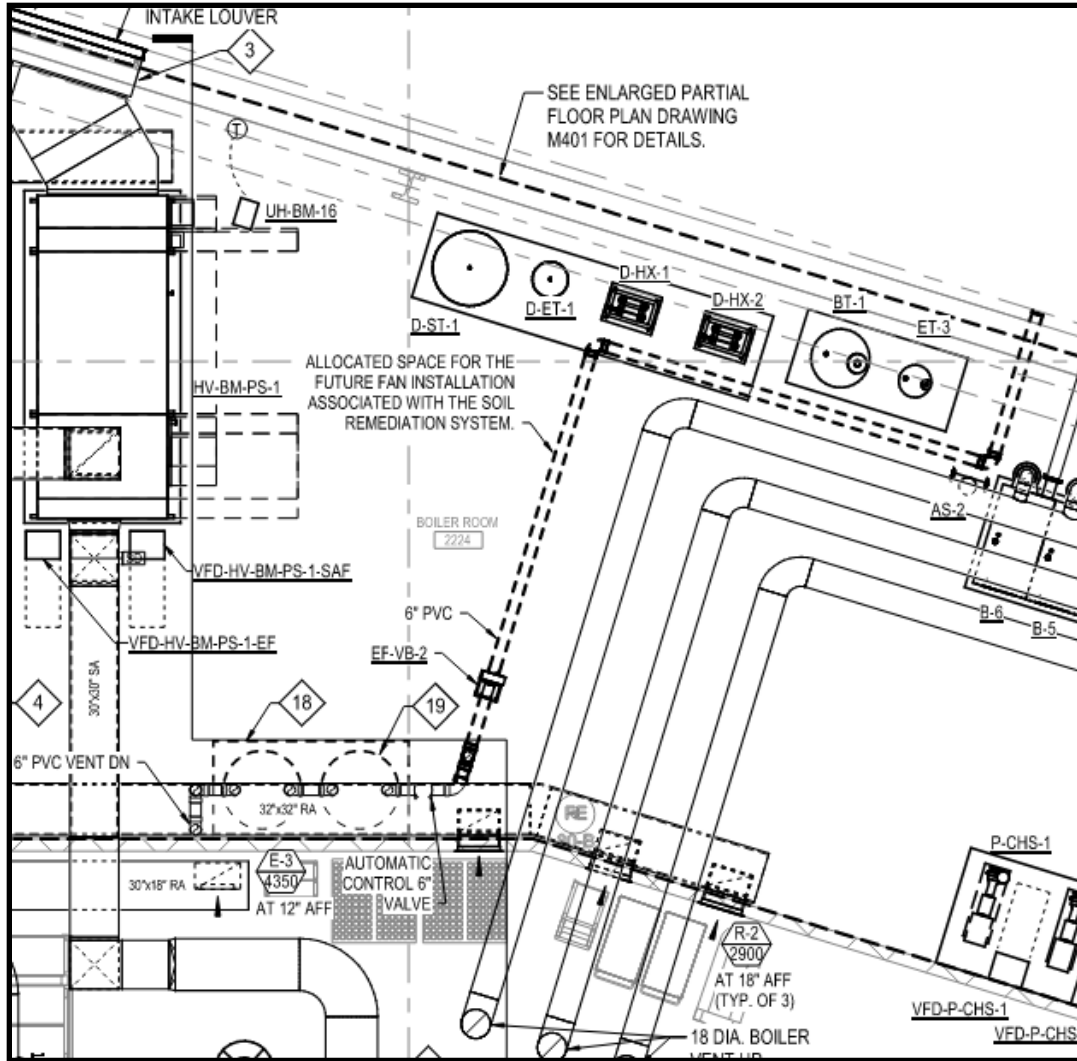 INTAKE LOUVER
3
T
SEE ENLARGED PARTIAL
FLOOR PLAN DRAWING
M401 FOR DETAILS.
UH-BM-16
D-HX-1
D-HX-2
D-ET-1
D-ST-1
BT-1
ET-3
ALLOCATED SPACE FOR THE
FUTURE FAN INSTALLATION
ASSOCIATED WITH THE SOIL
REMEDIATION SYSTEM.
HV-BM-PS-1
BOILER ROOM
2224
AS-2
VFD-HV-BM-PS-1-SAF
B-6
B-5
6" PVC
VFD-HV-BM-PS-1-EF
EF-VB-2
30"x30" SA
4
18
19
6" PVC VENT DN
32"x32" RA
RE
P-CHS-1
E-3
4350
AT 12" AFF
30"x18" RA
AUTOMATIC
CONTROL 6"
VALVE
R-2
2900
AT 18" AFF
(TYP. OF 3)
VFD-P-CHS-1
VFD-P-CHS
18 DIA. BOILER
VENT UP